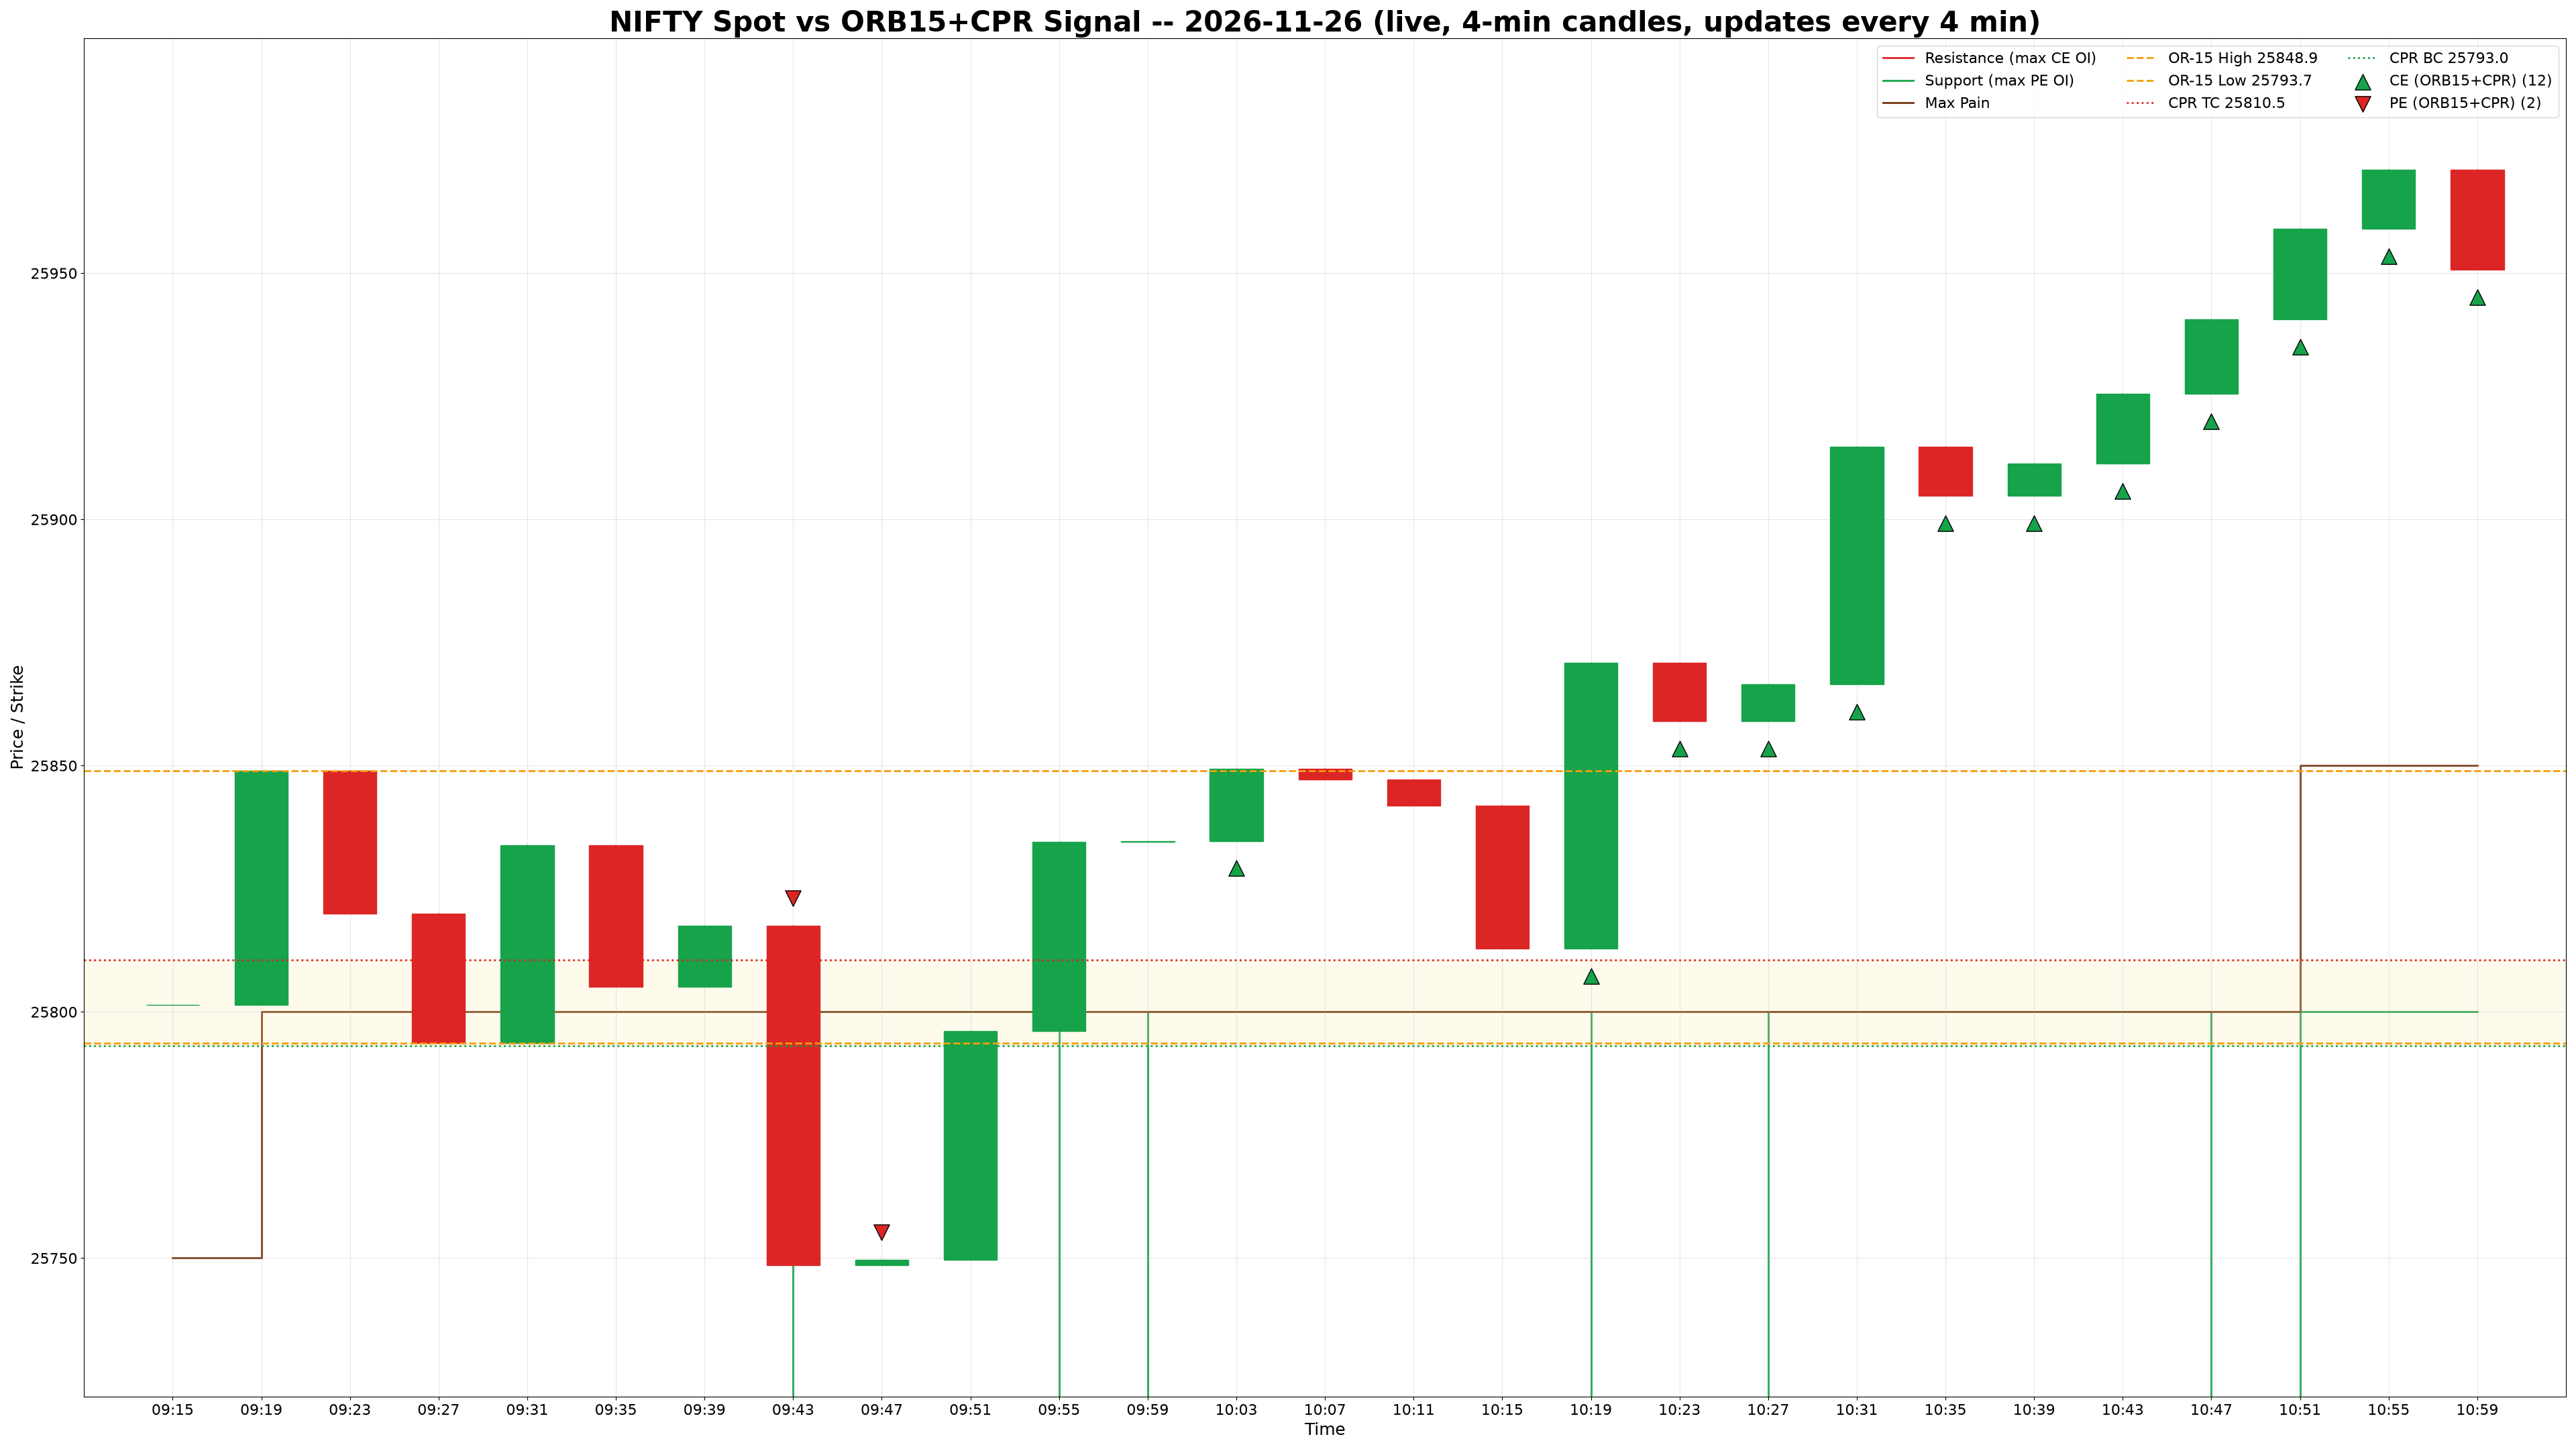 NIFTY Spot vs ORB15+CPR Signal -- 2026-11-26 (live, 4-min candles, updates every 4 min)
Resistance (max CE OI)
Support (max PE OI)
Max Pain
OR-15 High 25848.9
OR-15 Low 25793.7
CPR TC 25810.5
CPR BC 25793.0
CE (ORB15+CPR) (12)
PE (ORB15+CPR) (2)
Price / Strike
25950
25900
25850
25800
25750
09:15 09:19 09:23 09:27 09:31 09:35 09:39 09:43 09:47 09:51 09:55 09:59 10:03 10:07 10:11 10:15 10:19 10:23 10:27 10:31 10:35 10:39 10:43 10:47 10:51 10:55 10:59
Time